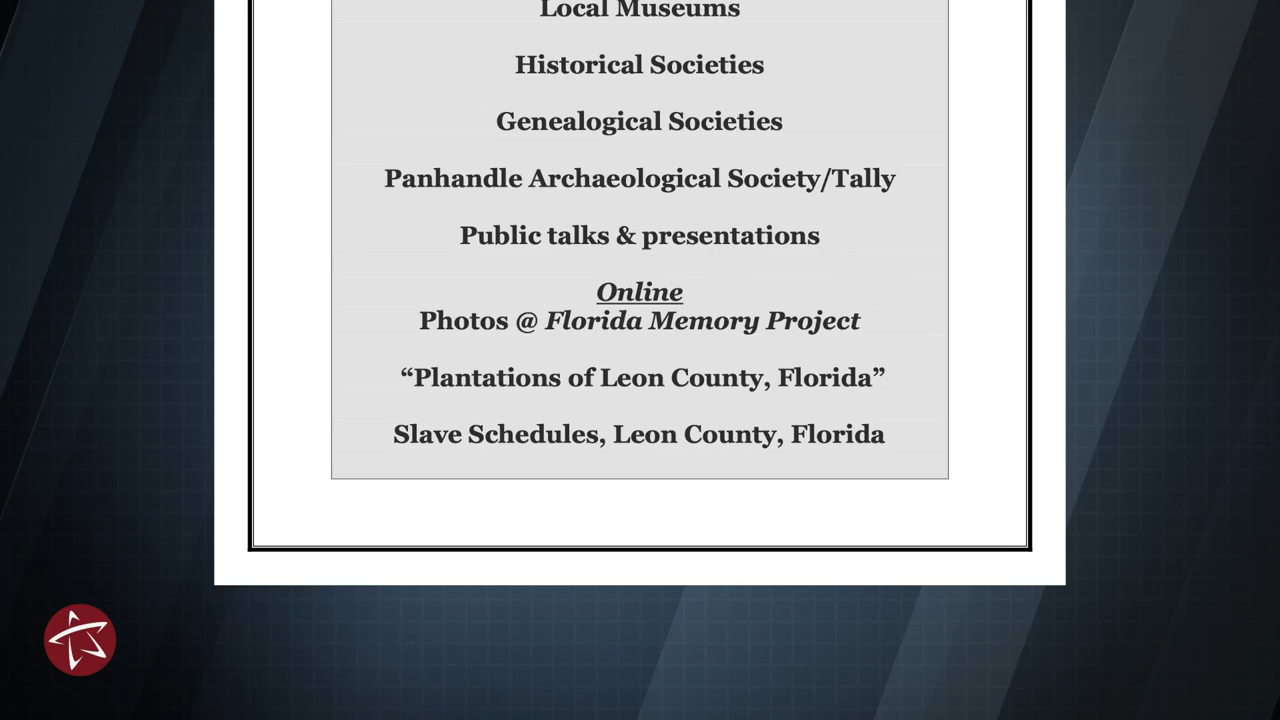 Local Museums
Historical Societies
Genealogical Societies
Panhandle Archaeological Society/Tally
Public talks & presentations
Online
Photos @ Florida Memory Project
“Plantations of Leon County, Florida”
Slave Schedules, Leon County, Florida